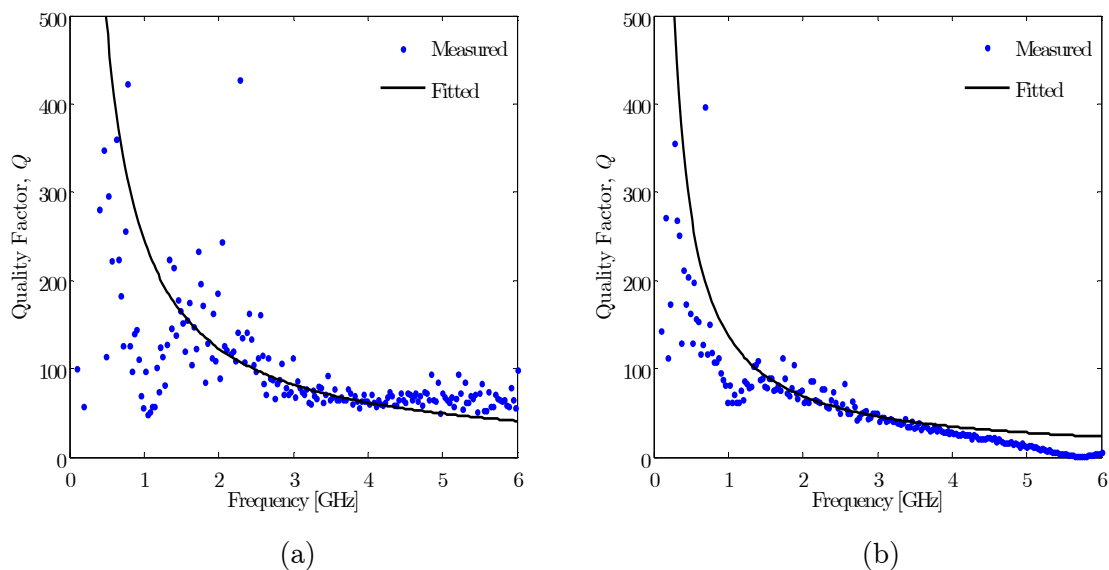 500
400
300
200
100
0
Quality Factor, Q
Measured
Fitted
0 1 2 3 4 5 6
Frequency [GHz]
(a)
500
400
300
200
100
0
Quality Factor, Q
Measured
Fitted
0 1 2 3 4 5 6
Frequency [GHz]
(b)